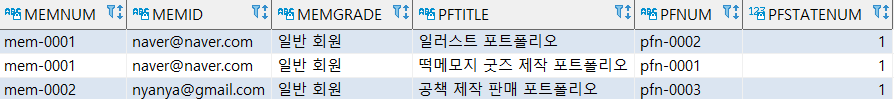 MEMNUM MEMID MEMGRADE PFTITLE PFNUM 123 PFSTATENUM
mem-0001 naver@naver.com 일반 회원 일러스트 포트폴리오 pfn-0002 1
mem-0001 naver@naver.com 일반 회원 떡메모지 굿즈 제작 포트폴리오 pfn-0001 1
mem-0002 nyanya@gmail.com 일반 회원 공책 제작 판매 포트폴리오 pfn-0003 1